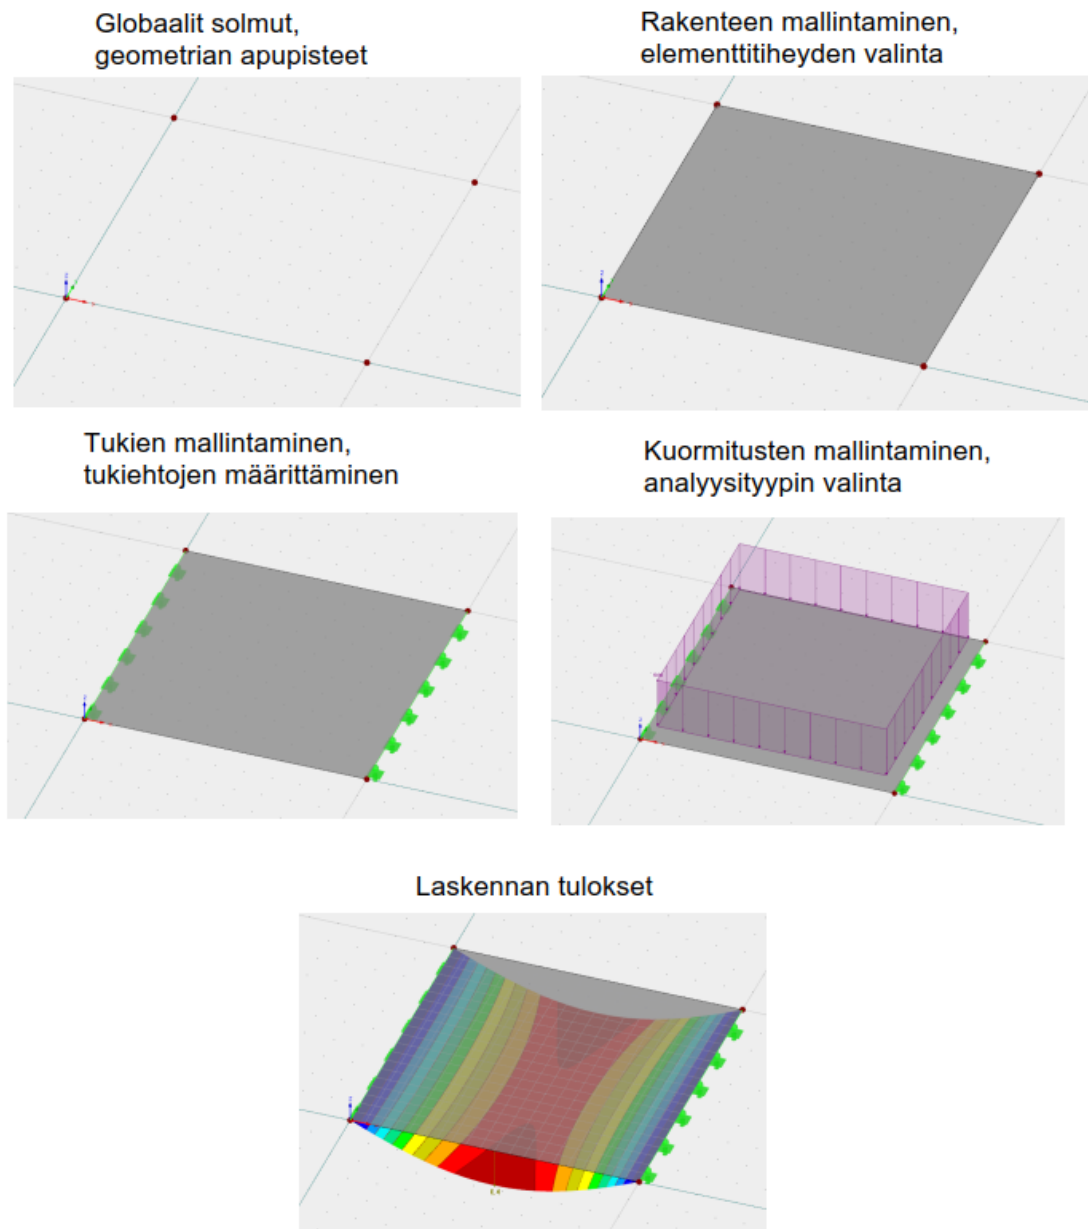 Globaalit solmut,
geometrian apupisteet
Rakenteen mallintaminen,
elementtitiheyden valinta
Tukien mallintaminen,
tukiehtojen määrittäminen
Kuormitusten mallintaminen,
analyysityypin valinta
Laskennan tulokset